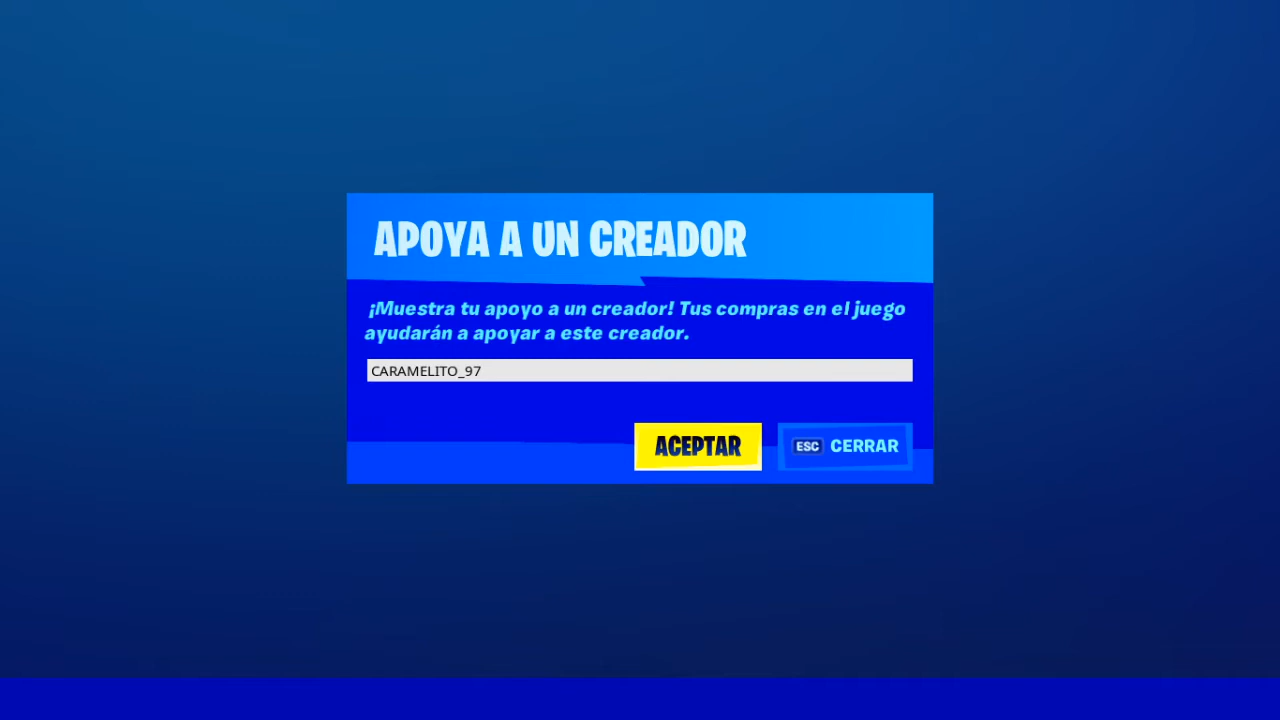 APOYA A UN CREADOR
¡Muestra tu apoyo a un creador! Tus compras en el juego
ayudarán a apoyar a este creador.
CARAMELITO_97
ACEPTAR
ESC CERRAR